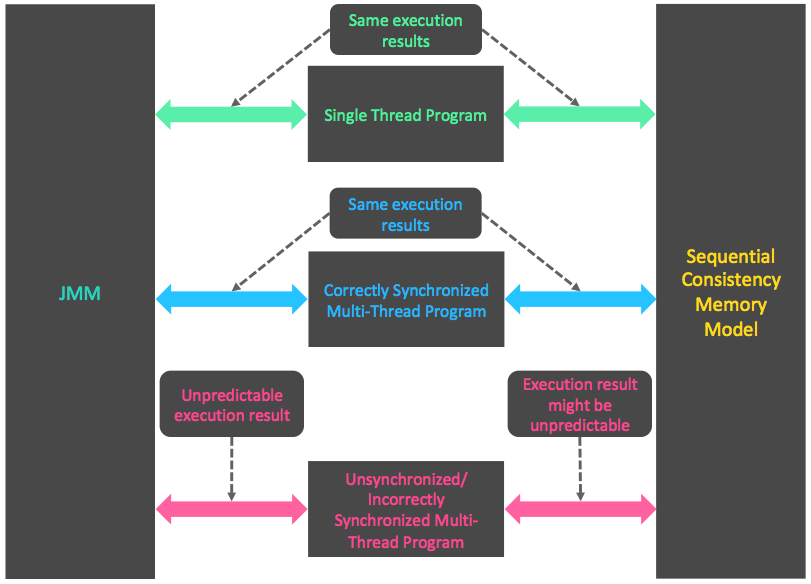 Same execution
results
Single Thread Program
Same execution
results
JMM
Correctly Synchronized
Multi-Thread Program
Sequential
Consistency
Memory
Model
Unpredictable
execution result
Execution result
might be
unpredictable
Unsynchronized/
Incorrectly
Synchronized Multi-
Thread Program